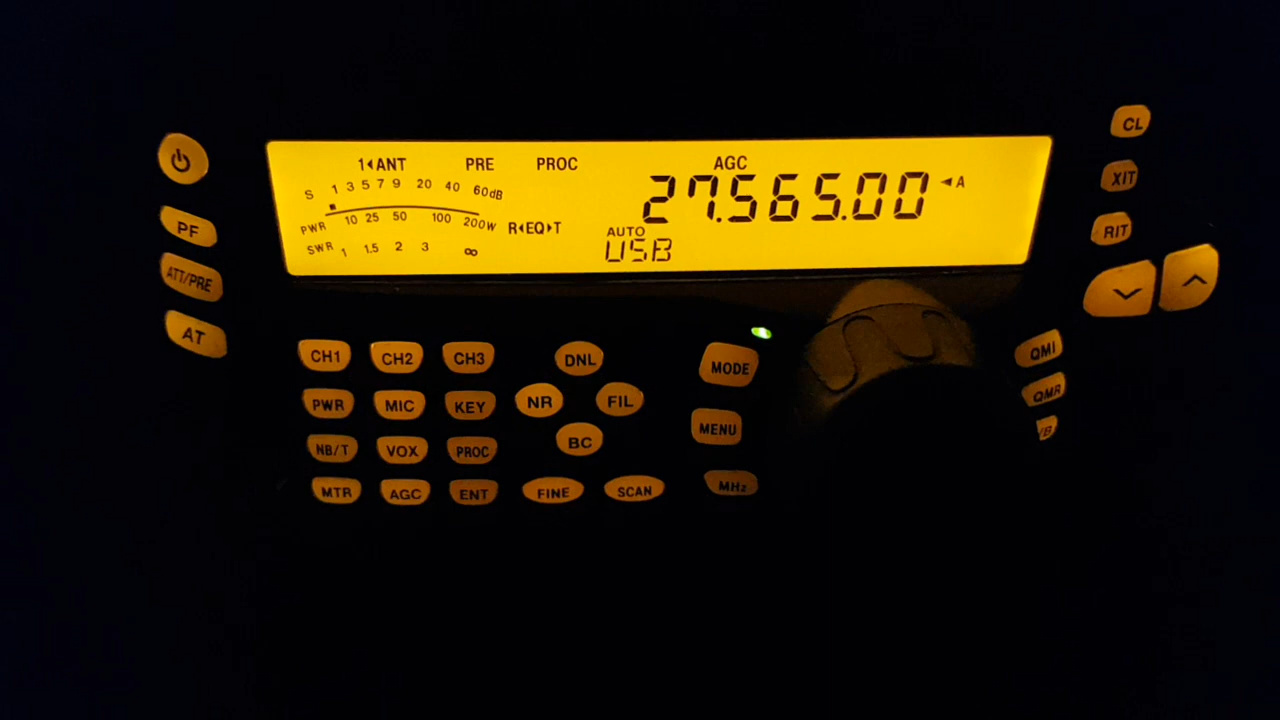 CL
1◂ANT PRE PROC AGC
S 1 3 5 7 9 20 40 60dB
27.565.00 ◂A
XIT
PWR 10 25 50 100 200W
R◂EQ▸T
AUTO
USB
SWR 1 1.5 2 3 ∞
PF
RIT
ATT/PRE
AT
CH1 CH2 CH3 DNL MODE QMI
PWR MIC KEY NR FIL QMR
NB/T VOX PROC BC MENU
MTR AGC ENT FINE SCAN MHz